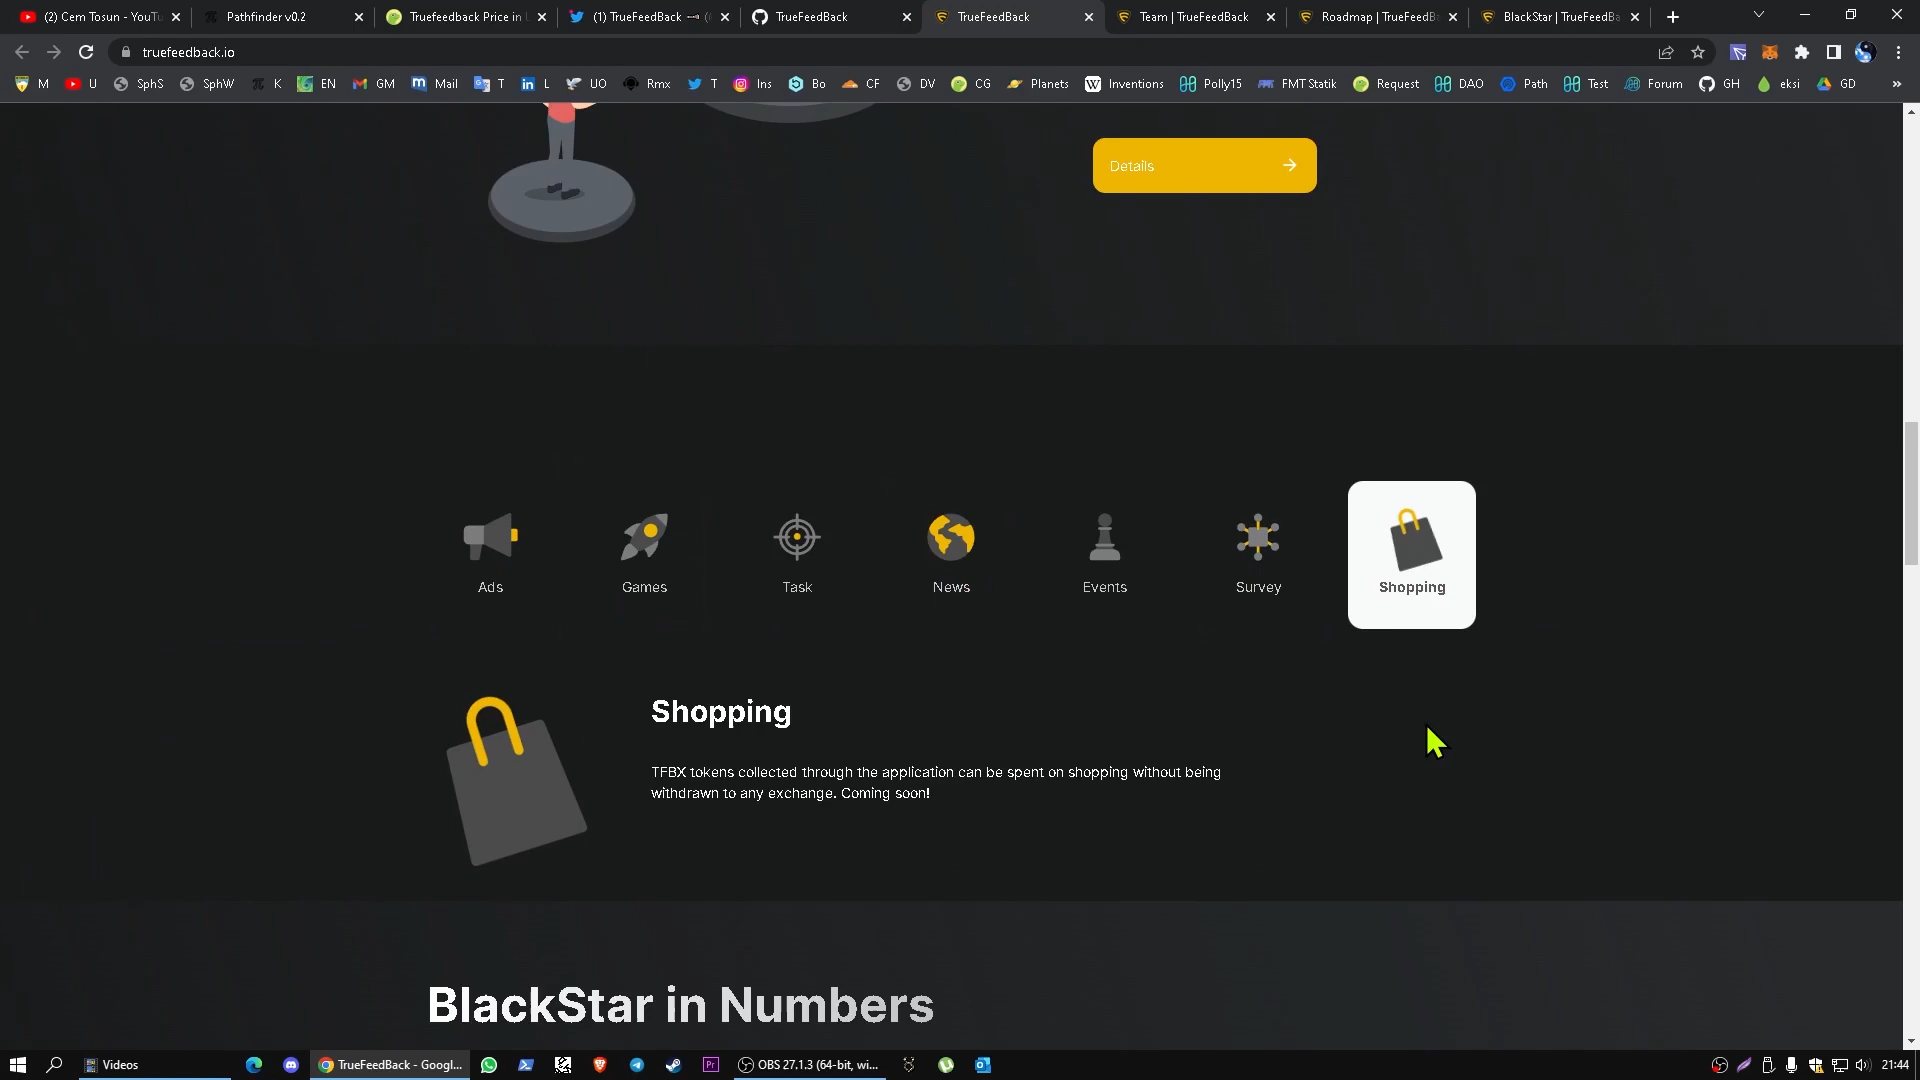 (2) Cem Tosun - YouTu
Pathfinder v0.2
Truefeedback Price in U
(1) TrueFeedBack
TrueFeedBack
TrueFeedBack
Team | TrueFeedBack
Roadmap | TrueFeedBa
BlackStar | TrueFeedBa
truefeedback.io
M
U
SphS
SphW
K
EN
GM
Mail
T
L
UO
Rmx
T
Ins
Bo
CF
DV
CG
Planets
Inventions
Polly15
FMT Statik
Request
DAO
Path
Test
Forum
GH
eksi
GD
Details
Ads
Games
Task
News
Events
Survey
Shopping
Shopping
TFBX tokens collected through the application can be spent on shopping without being
withdrawn to any exchange. Coming soon!
BlackStar in Numbers
Videos
TrueFeedBack - Googl...
OBS 27.1.3 (64-bit, wi...
21:44